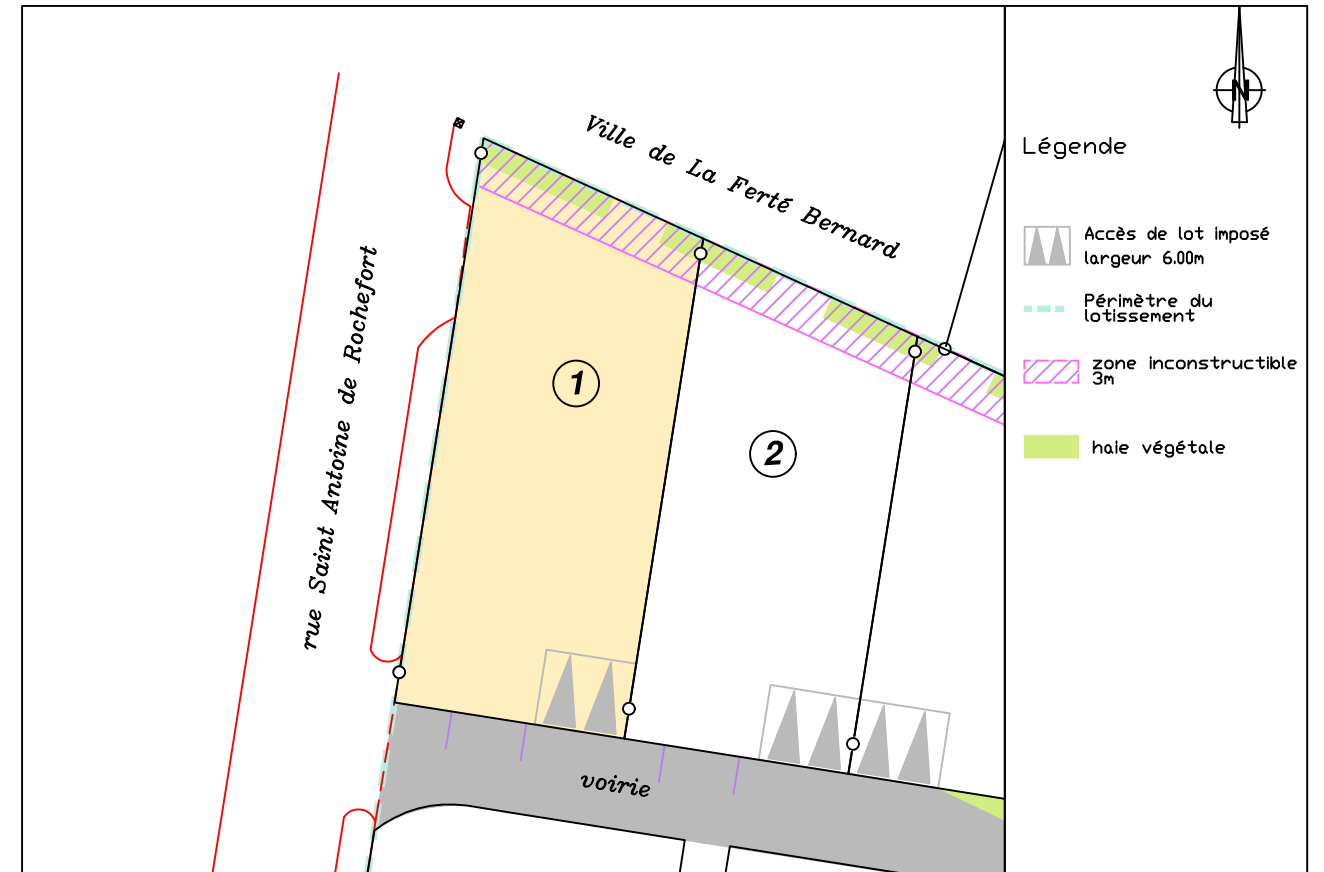 Ville de La Ferté Bernard
rue Saint Antoine de Rochefort
1
2
voirie
N
Légende
Accès de lot imposé
largeur 6.00m
Périmètre du
lotissement
zone inconstructible
3m
haie végétale